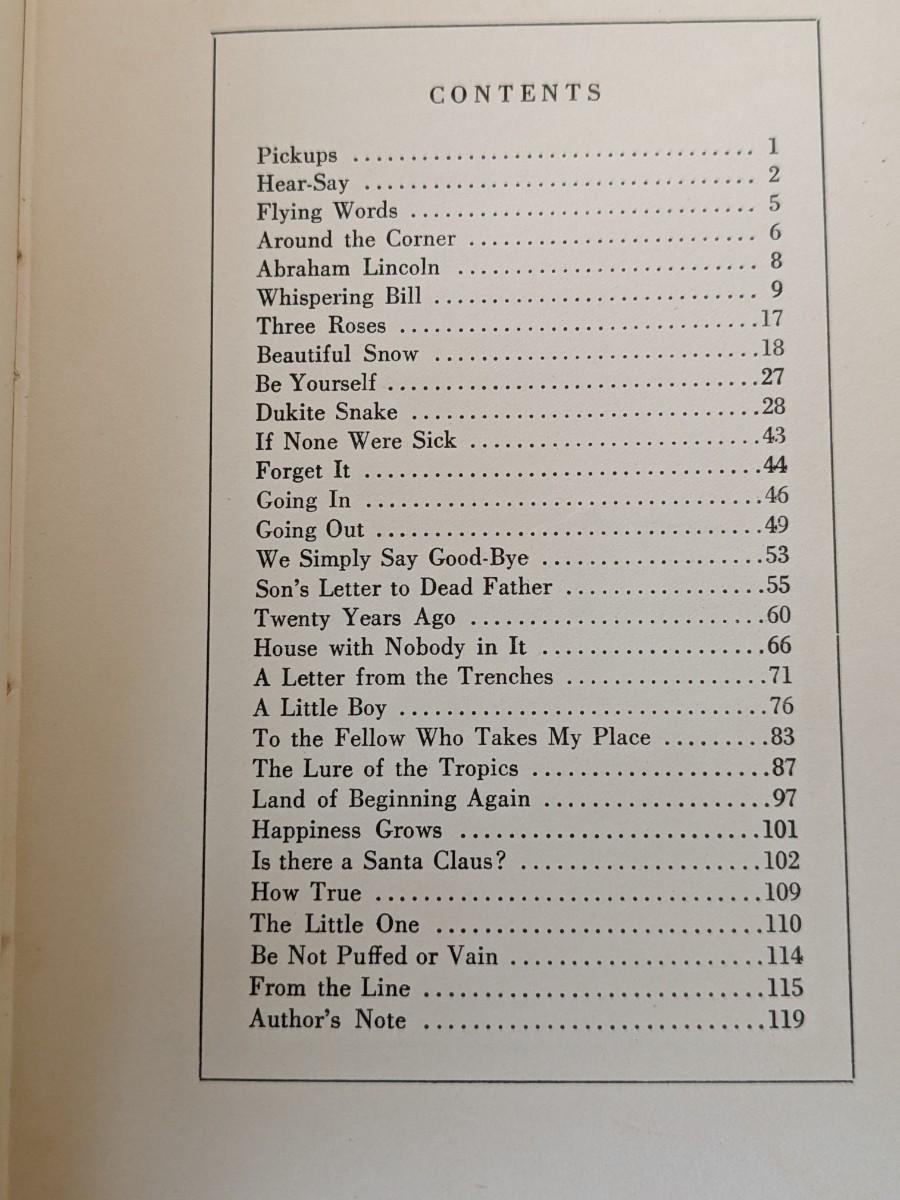 CONTENTS
Pickups .................................. 1
Hear-Say .................................. 2
Flying Words .............................. 5
Around the Corner ......................... 6
Abraham Lincoln .......................... 8
Whispering Bill ............................ 9
Three Roses ...............................17
Beautiful Snow ............................18
Be Yourself ................................27
Dukite Snake ..............................28
If None Were Sick .........................43
Forget It ..................................44
Going In ..................................46
Going Out .................................49
We Simply Say Good-Bye ...................53
Son's Letter to Dead Father .................55
Twenty Years Ago .........................60
House with Nobody in It ...................66
A Letter from the Trenches .................71
A Little Boy ...............................76
To the Fellow Who Takes My Place .........83
The Lure of the Tropics ....................87
Land of Beginning Again ...................97
Happiness Grows ..........................101
Is there a Santa Claus? .....................102
How True .................................109
The Little One ............................110
Be Not Puffed or Vain .....................114
From the Line .............................115
Author's Note .............................119